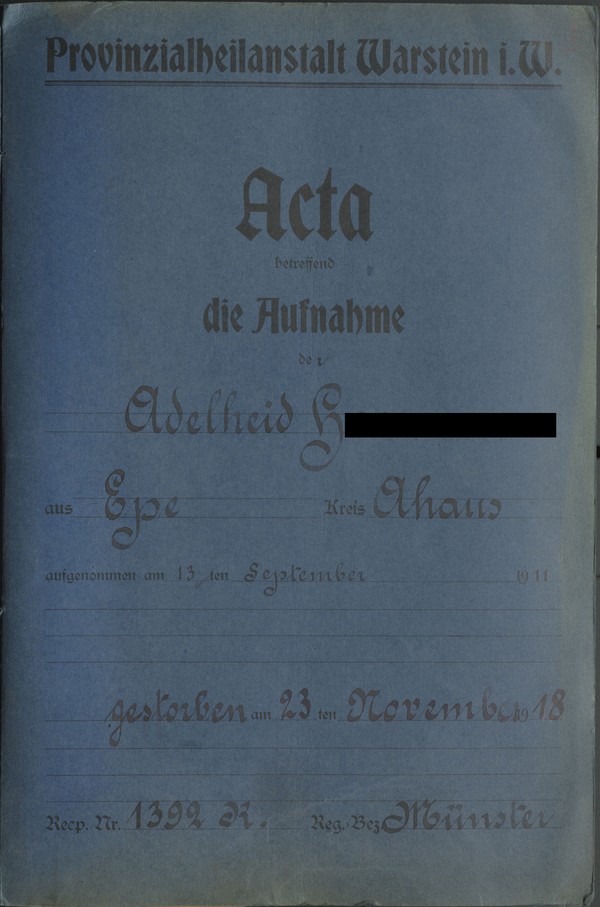 Provinzialheilanstalt Warstein i. W.
Acta
betreffend
die Aufnahme
der
Adelheid H
aus Epe Kreis Ahaus
aufgenommen am 13 ten September 1911
gestorben am 23 ten November 1918
Recp. Nr. 1392 K. Reg.-Bez. Münster